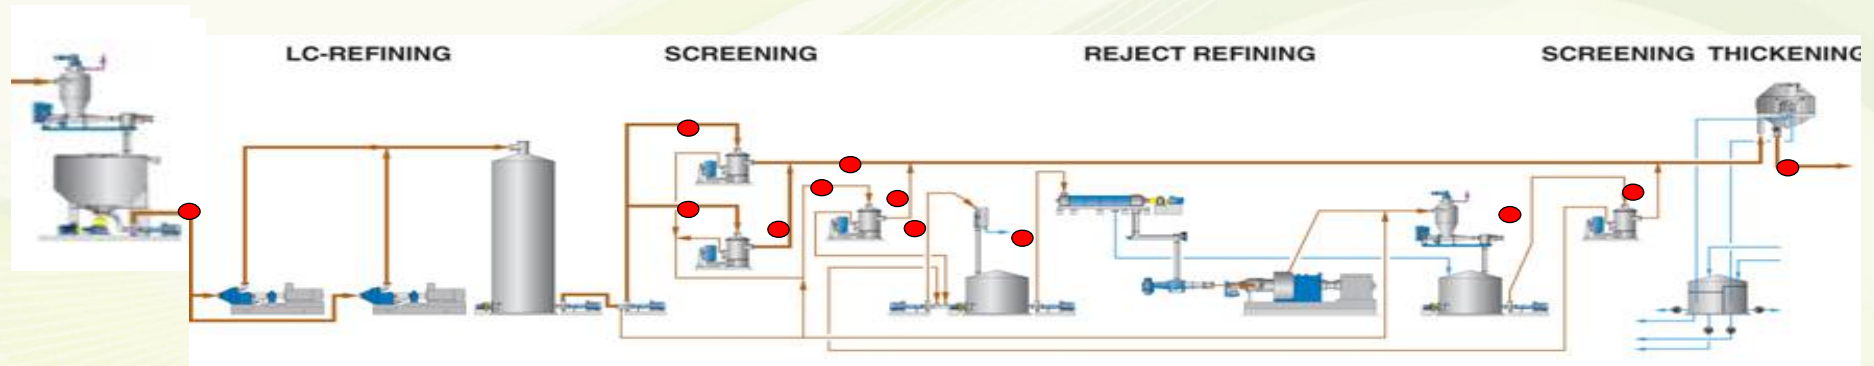 LC-REFINING
SCREENING
REJECT REFINING
SCREENING THICKENING